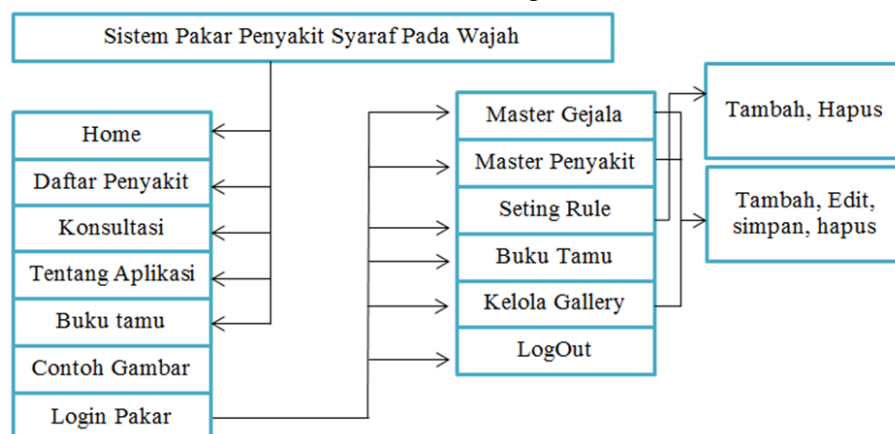 Sistem Pakar Penyakit Syaraf Pada Wajah
Home
Daftar Penyakit
Konsultasi
Tentang Aplikasi
Buku tamu
Contoh Gambar
Login Pakar
Master Gejala
Master Penyakit
Seting Rule
Buku Tamu
Kelola Gallery
LogOut
Tambah, Hapus
Tambah, Edit,
simpan, hapus